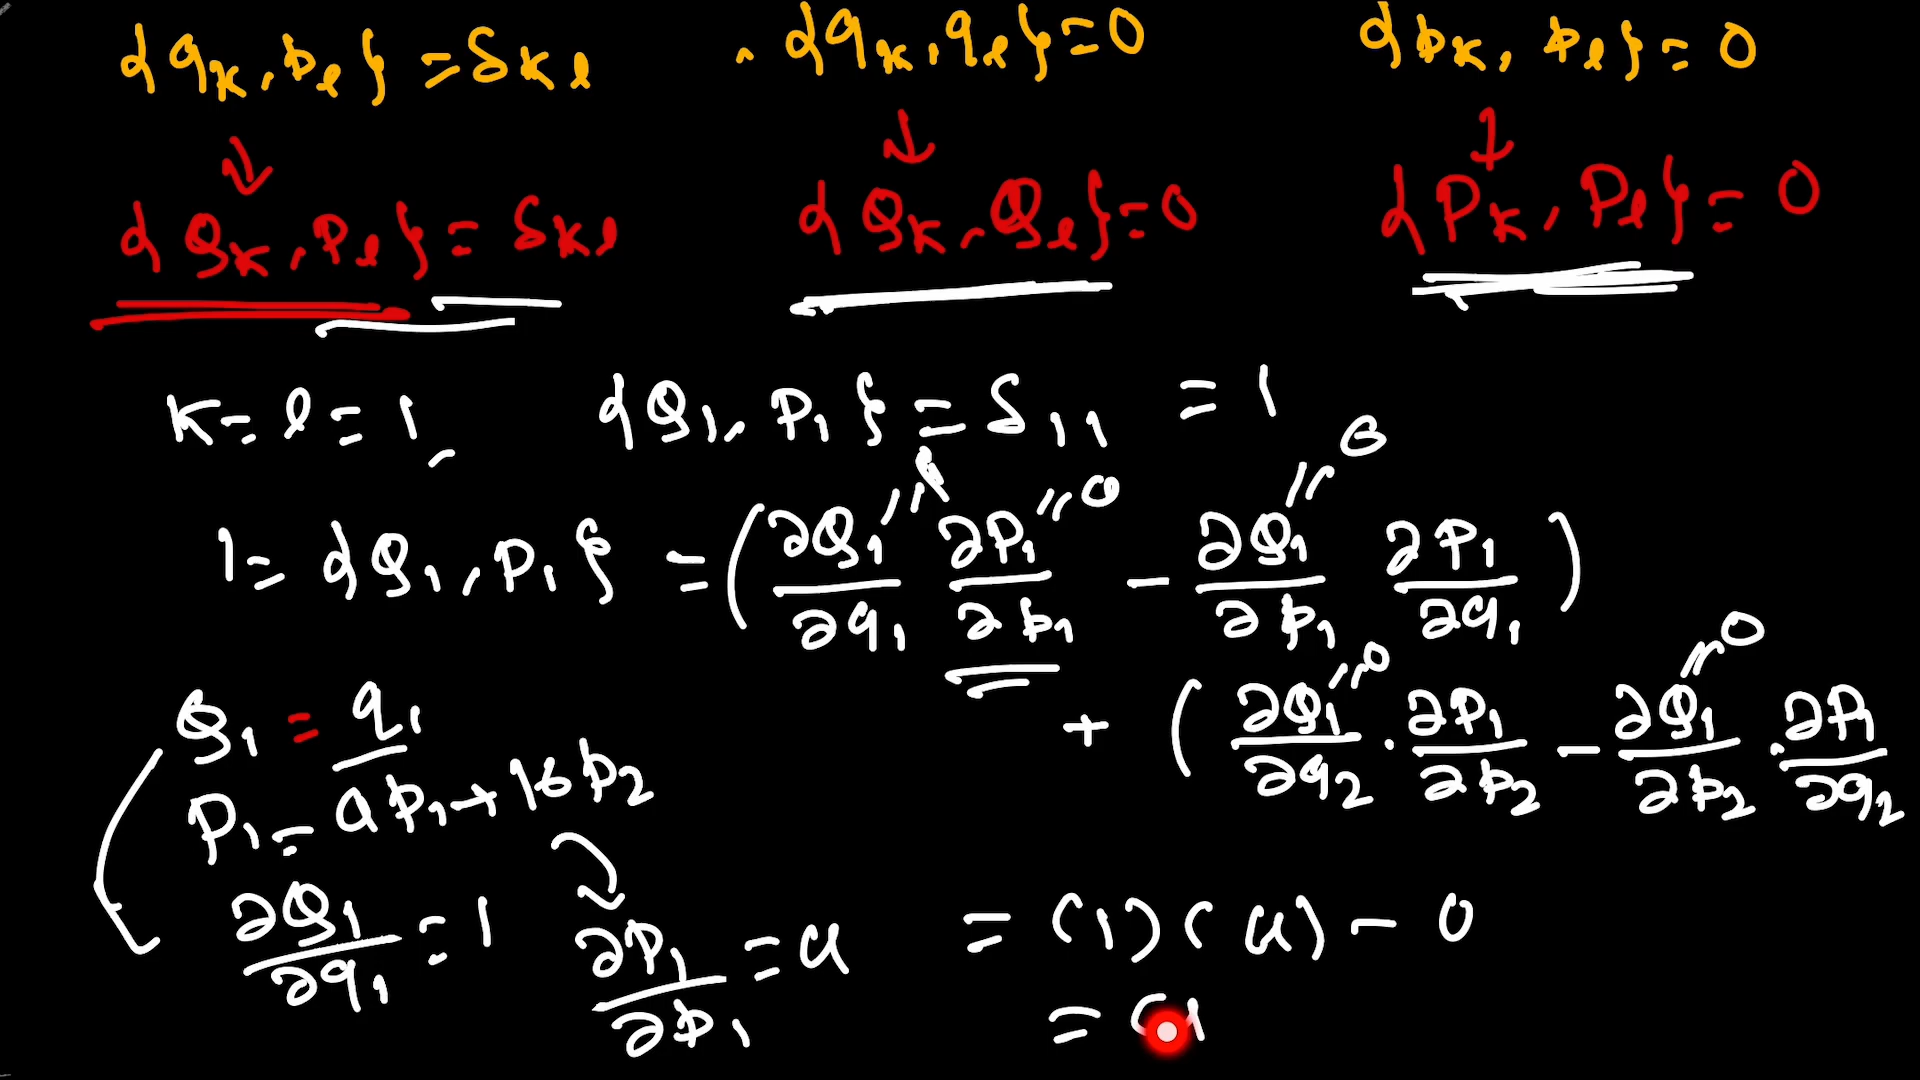 {q_k, p_l} = δ_kl , {q_k, q_l} = 0 {p_k, p_l} = 0
↓ ↓ ↓
{Q_k, P_l} = δ_kl {Q_k, Q_l} = 0 {P_k, P_l} = 0
k = l = 1, {Q_1, P_1} = δ_11 = 1
1 = {Q_1, P_1} = (∂Q_1/∂q_1 ∂P_1/∂p_1 − ∂Q_1/∂p_1 ∂P_1/∂q_1)
+ (∂Q_1/∂q_2 · ∂P_1/∂p_2 − ∂Q_1/∂p_2 · ∂P_1/∂q_2)
Q_1 = q_1
P_1 = a p_1 + 16 p_2
∂Q_1/∂q_1 = 1 ∂P_1/∂p_1 = a = (1)(a) − 0
=